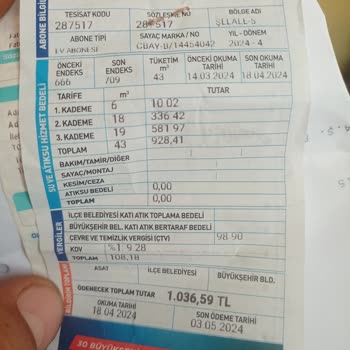 ABONE BİLGİ
TESİSAT KODU SÖZLEŞME NO BÖLGE ADI
287517 287517 ŞELALE-5
ABONE TİPİ SAYAÇ MARKA / NO YIL - DÖNEM
EV ABONESİ CBAY-B/14464042 2024 - 4
ÖNCEKİ ENDEKS SON ENDEKS TÜKETİM m³ ÖNCEKİ OKUMA TARİHİ SON OKUMA TARİHİ
666 709 43 14.03.2024 18.04.2024
SU VE ATIKSU HİZMET BEDELİ
TARİFE m³ TUTAR
1. KADEME 6 10 02
2. KADEME 18 336,42
3. KADEME 19 581,97
TOPLAM 43 928,41
BAKIM/TAMİR/DİĞER
SAYAÇ/MONTAJ
KESİM/CEZA
ATIKSU BEDELİ 0,00
TOPLAM 0,00
VERGİLER
İLÇE BELEDİYESİ KATI ATIK TOPLAMA BEDELİ
BÜYÜKŞEHİR BEL. KATI ATIK BERTARAF BEDELİ
ÇEVRE VE TEMİZLİK VERGİSİ (ÇTV) 98 90
KDV %1: 9.28
TOPLAM 108,18
TOPLAM
ASAT İLÇE BELEDİYESİ BÜYÜKŞEHİR BLD.
ÖDENECEK TOPLAM TUTAR 1.036,59 TL
OKUMA TARİHİ SON ÖDEME TARİHİ
18 04 2024 03 05 2024